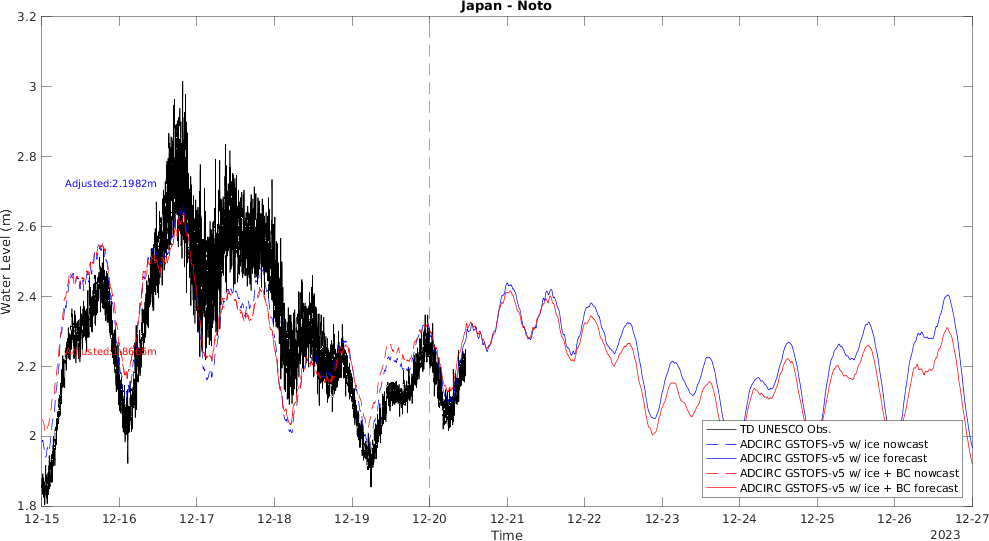 Japan - Noto
3.2
3
2.8
2.6
2.4
2.2
2
1.8
Water Level (m)
Adjusted:2.1982m
12-15
12-16
12-17
12-18
12-19
12-20
12-21
12-22
12-23
12-24
12-25
12-26
12-27
Time
2023
TD UNESCO Obs.
ADCIRC GSTOFS-v5 w/ ice nowcast
ADCIRC GSTOFS-v5 w/ ice forecast
ADCIRC GSTOFS-v5 w/ ice + BC nowcast
ADCIRC GSTOFS-v5 w/ ice + BC forecast